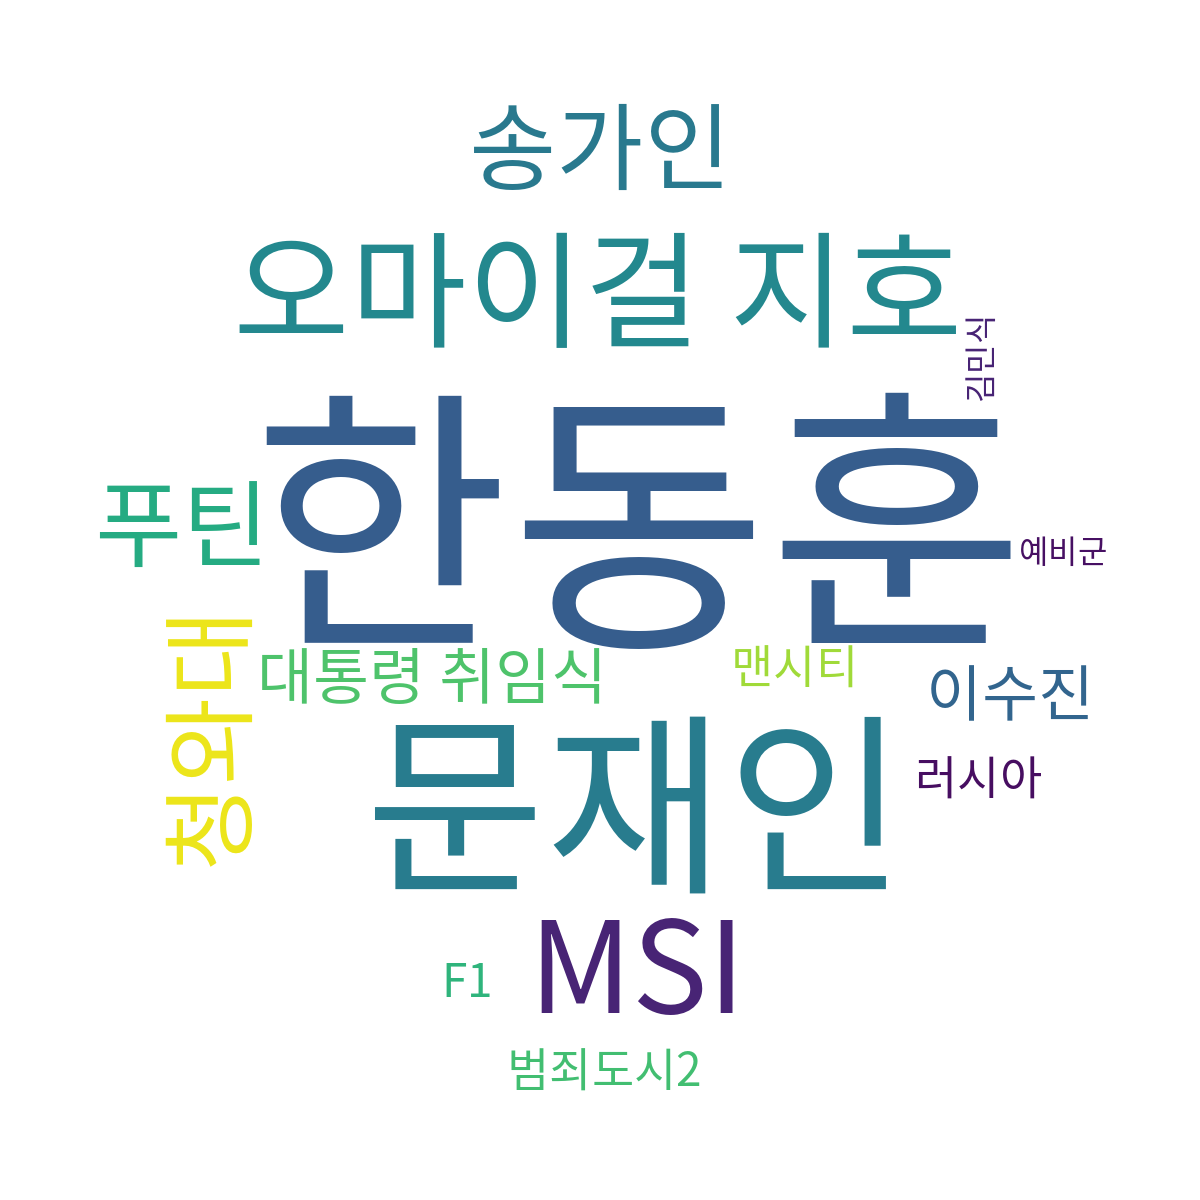 송가인
오마이걸 지호
김민식
한동훈
푸틴
예비군
청와대
대통령 취임식
맨시티
이수진
문재인
러시아
MSI
F1
범죄도시2